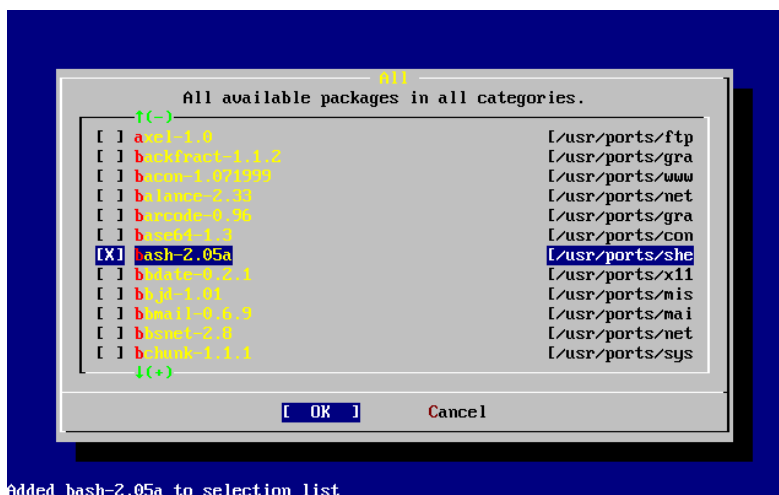 All
All available packages in all categories.
↑(-)
[ ] axel-1.0 [/usr/ports/ftp
[ ] backfract-1.1.2 [/usr/ports/gra
[ ] bacon-1.071999 [/usr/ports/www
[ ] balance-2.33 [/usr/ports/net
[ ] barcode-0.96 [/usr/ports/gra
[ ] base64-1.3 [/usr/ports/con
[X] bash-2.05a [/usr/ports/she
[ ] bbdate-0.2.1 [/usr/ports/x11
[ ] bbjd-1.01 [/usr/ports/mis
[ ] bbmail-0.6.9 [/usr/ports/mai
[ ] bbsnet-2.8 [/usr/ports/net
[ ] bchunk-1.1.1 [/usr/ports/sys
↓(+)
[ OK ] Cancel
Added bash-2.05a to selection list